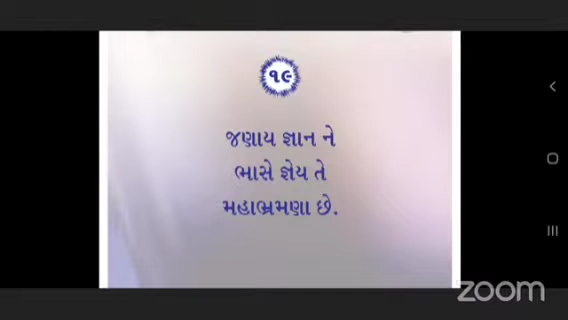 ૧૯
જણાય જ્ઞાન ને
ભાસે જ્ઞેય તે
મહાભ્રમણા છે.
zoom